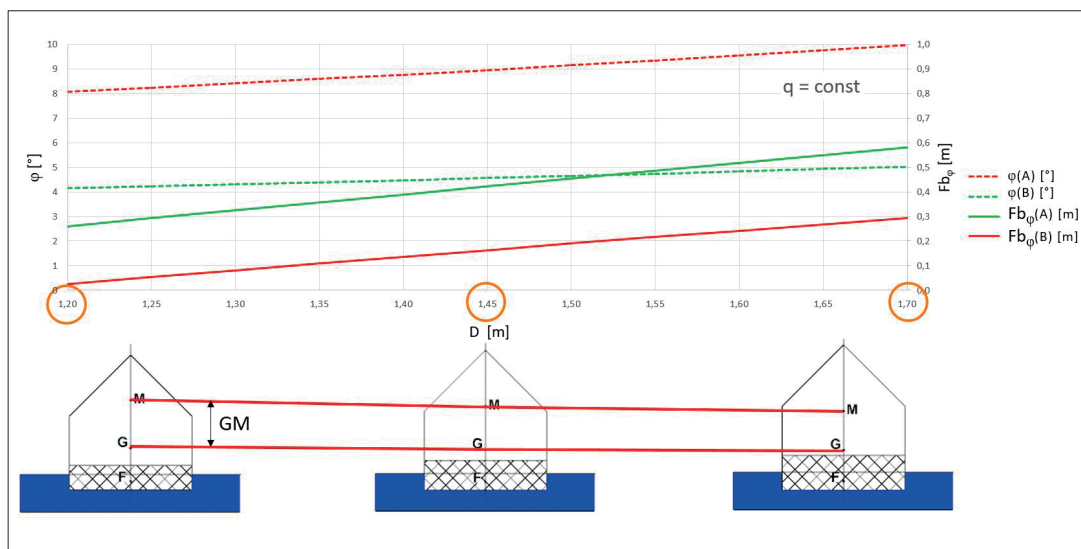 10 1,0
9 0,9
8 0,8
q = const
7 0,7
6 0,6
φ [°] 5 0,5 Fbφ [m]
4 0,4
3 0,3
2 0,2
1 0,1
0 0,0
φ(A) [°]
φ(B) [°]
Fbφ(A) [m]
Fbφ(B) [m]
1,20 1,25 1,30 1,35 1,40 1,45 1,50 1,55 1,60 1,65 1,70
D [m]
M M M
GM
G G G
F F F